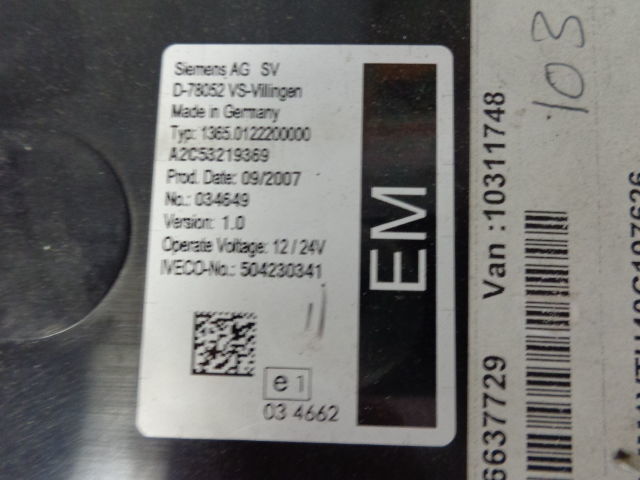 Siemens AG SV
D-78052 VS-Villingen
Made in Germany
Typ: 1365.0122200000
A2C53219369
Prod. Date: 09/2007
No.: 034649
Version: 1.0
Operate Voltage: 12 / 24V
IVECO-No.: 504230341
EM
e1
03 4662
Van :10311748
6637729
103